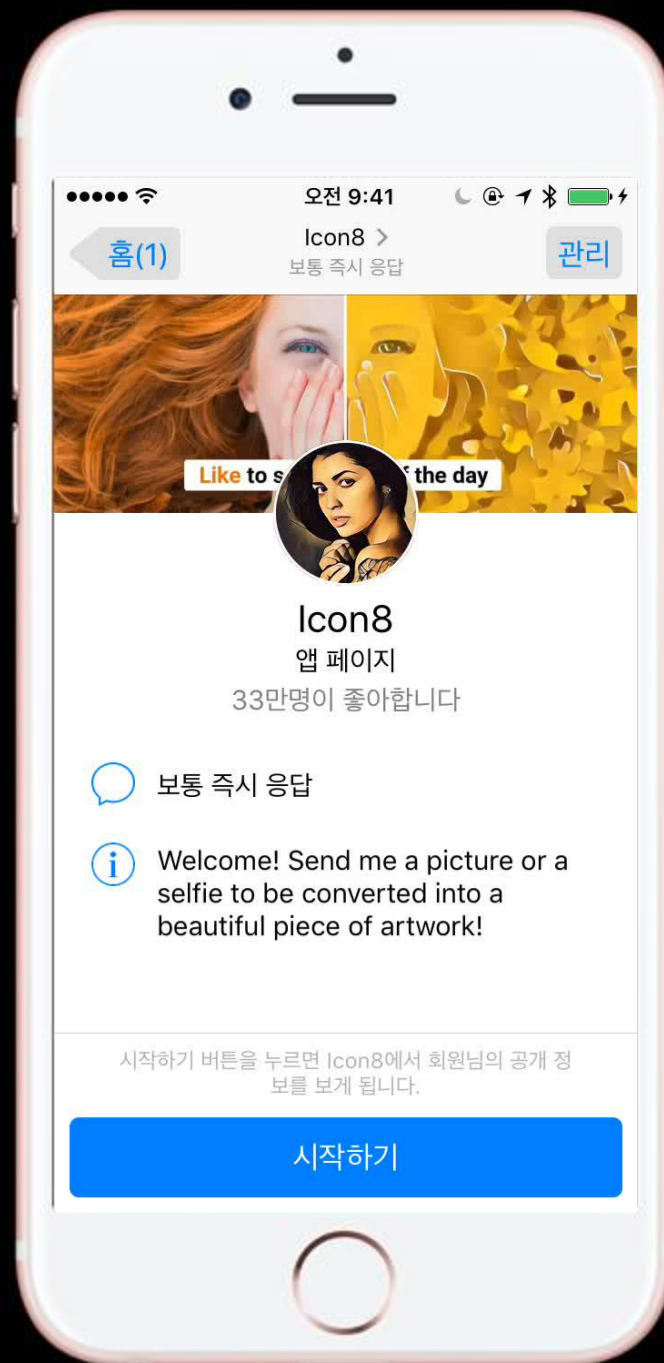 오전 9:41
홈(1)
Icon8
관리
보통 즉시 응답
Like to s
f the day
Icon8
앱 페이지
33만명이 좋아합니다
보통 즉시 응답
Welcome! Send me a picture or a
selfie to be converted into a
beautiful piece of artwork!
시작하기 버튼을 누르면 Icon8에서 회원님의 공개 정
보를 보게 됩니다.
시작하기